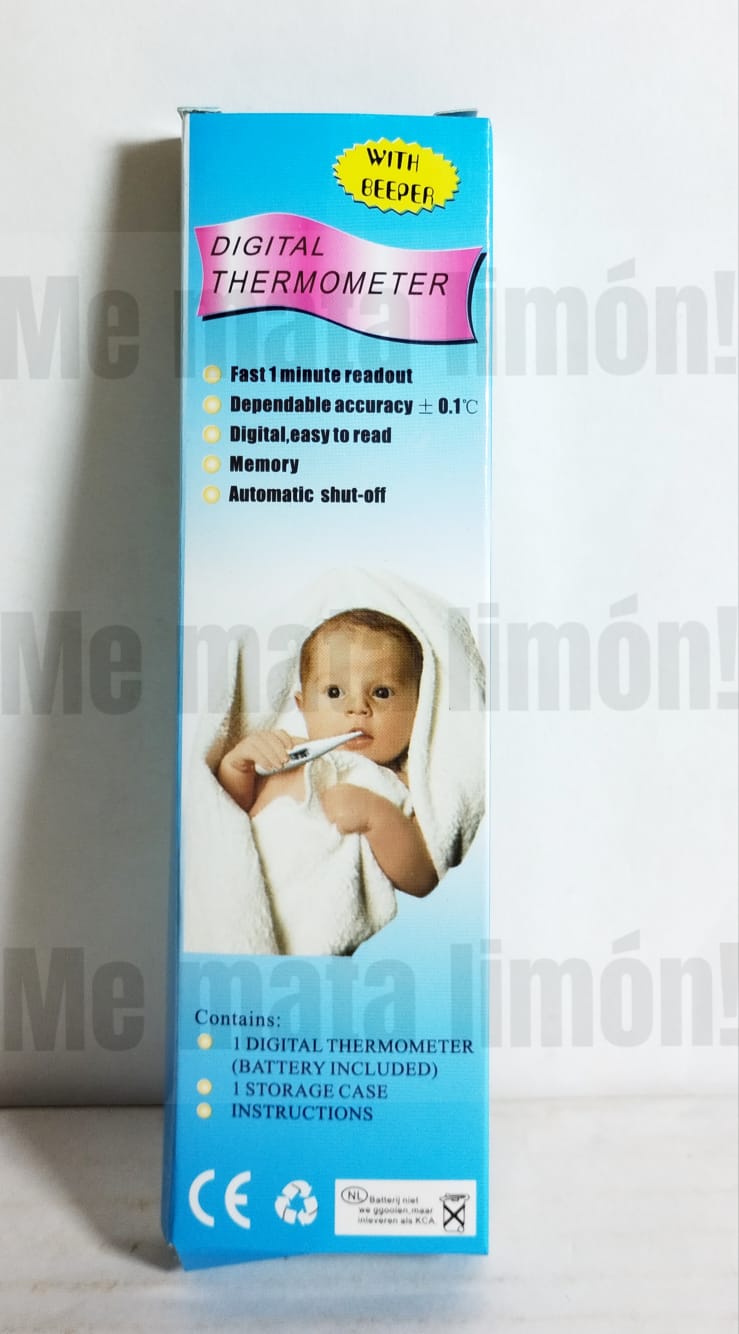 WITH
BEEPER
DIGITAL
THERMOMETER
Me mata limón!
Fast 1 minute readout
Dependable accuracy ± 0.1℃
Digital,easy to read
Memory
Automatic shut-off
Me mata limón!
Me mata limón!
Contains:
1 DIGITAL THERMOMETER
(BATTERY INCLUDED)
1 STORAGE CASE
INSTRUCTIONS
CE
NL Batterij niet
we ggooien,maar
inleveren als KCA